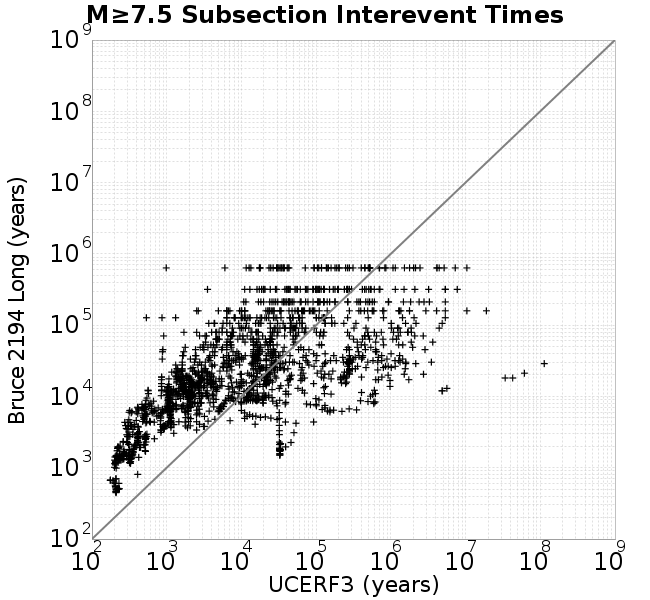 M≥7.5 Subsection Interevent Times
10⁹
10⁸
10⁷
10⁶
10⁵
10⁴
10³
10²
Bruce 2194 Long (years)
10² 10³ 10⁴ 10⁵ 10⁶ 10⁷ 10⁸ 10⁹
UCERF3 (years)